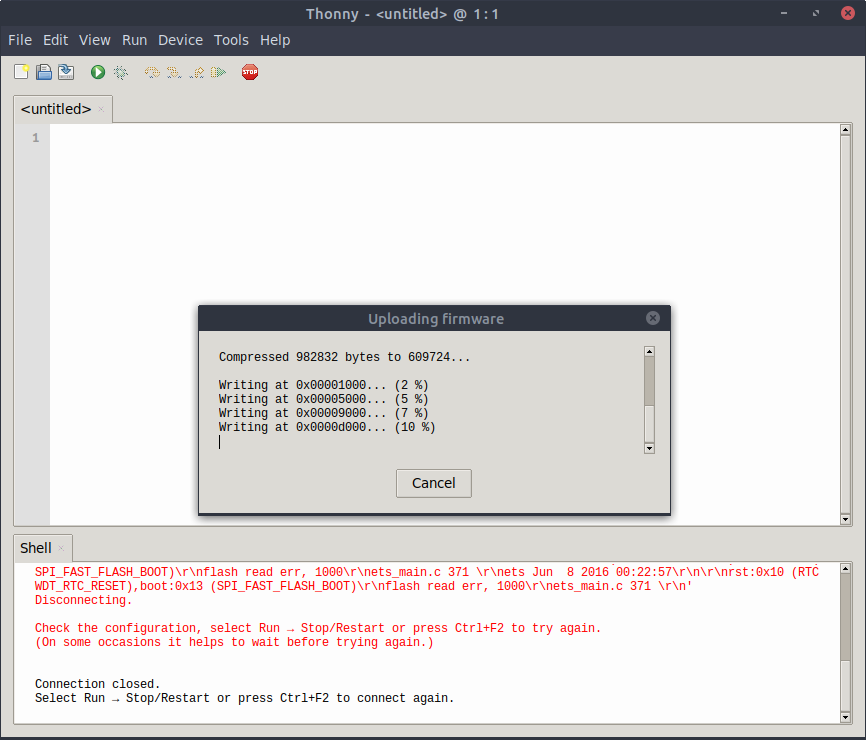 Thonny - <untitled> @ 1:1
File Edit View Run Device Tools Help
STOP
<untitled>
1
Uploading firmware
Compressed 982832 bytes to 609724...
Writing at 0x00001000... (2 %)
Writing at 0x00005000... (5 %)
Writing at 0x00009000... (7 %)
Writing at 0x0000d000... (10 %)
Cancel
Shell
SPI_FAST_FLASH_BOOT)\r\nflash read err, 1000\r\nets_main.c 371 \r\nets Jun  8 2016 00:22:57\r\n\r\nrst:0x10 (RTC
WDT_RTC_RESET),boot:0x13 (SPI_FAST_FLASH_BOOT)\r\nflash read err, 1000\r\nets_main.c 371 \r\n'
Disconnecting.
Check the configuration, select Run → Stop/Restart or press Ctrl+F2 to try again.
(On some occasions it helps to wait before trying again.)
Connection closed.
Select Run → Stop/Restart or press Ctrl+F2 to connect again.